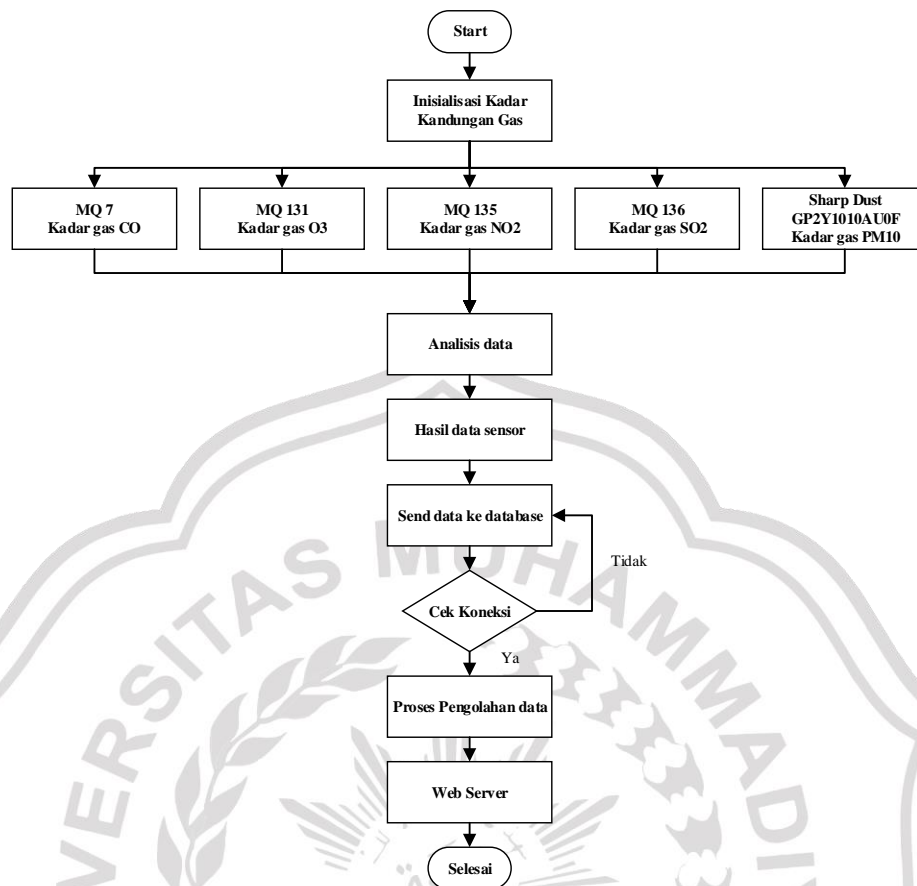 Start
Inisialisasi Kadar
Kandungan Gas
MQ 7
Kadar gas CO
MQ 131
Kadar gas O3
MQ 135
Kadar gas NO2
MQ 136
Kadar gas SO2
Sharp Dust
GP2Y1010AU0F
Kadar gas PM10
Analisis data
Hasil data sensor
Send data ke database
Tidak
Cek Koneksi
Ya
Proses Pengolahan data
Web Server
Selesai
VERSITAS MUHAMMADI